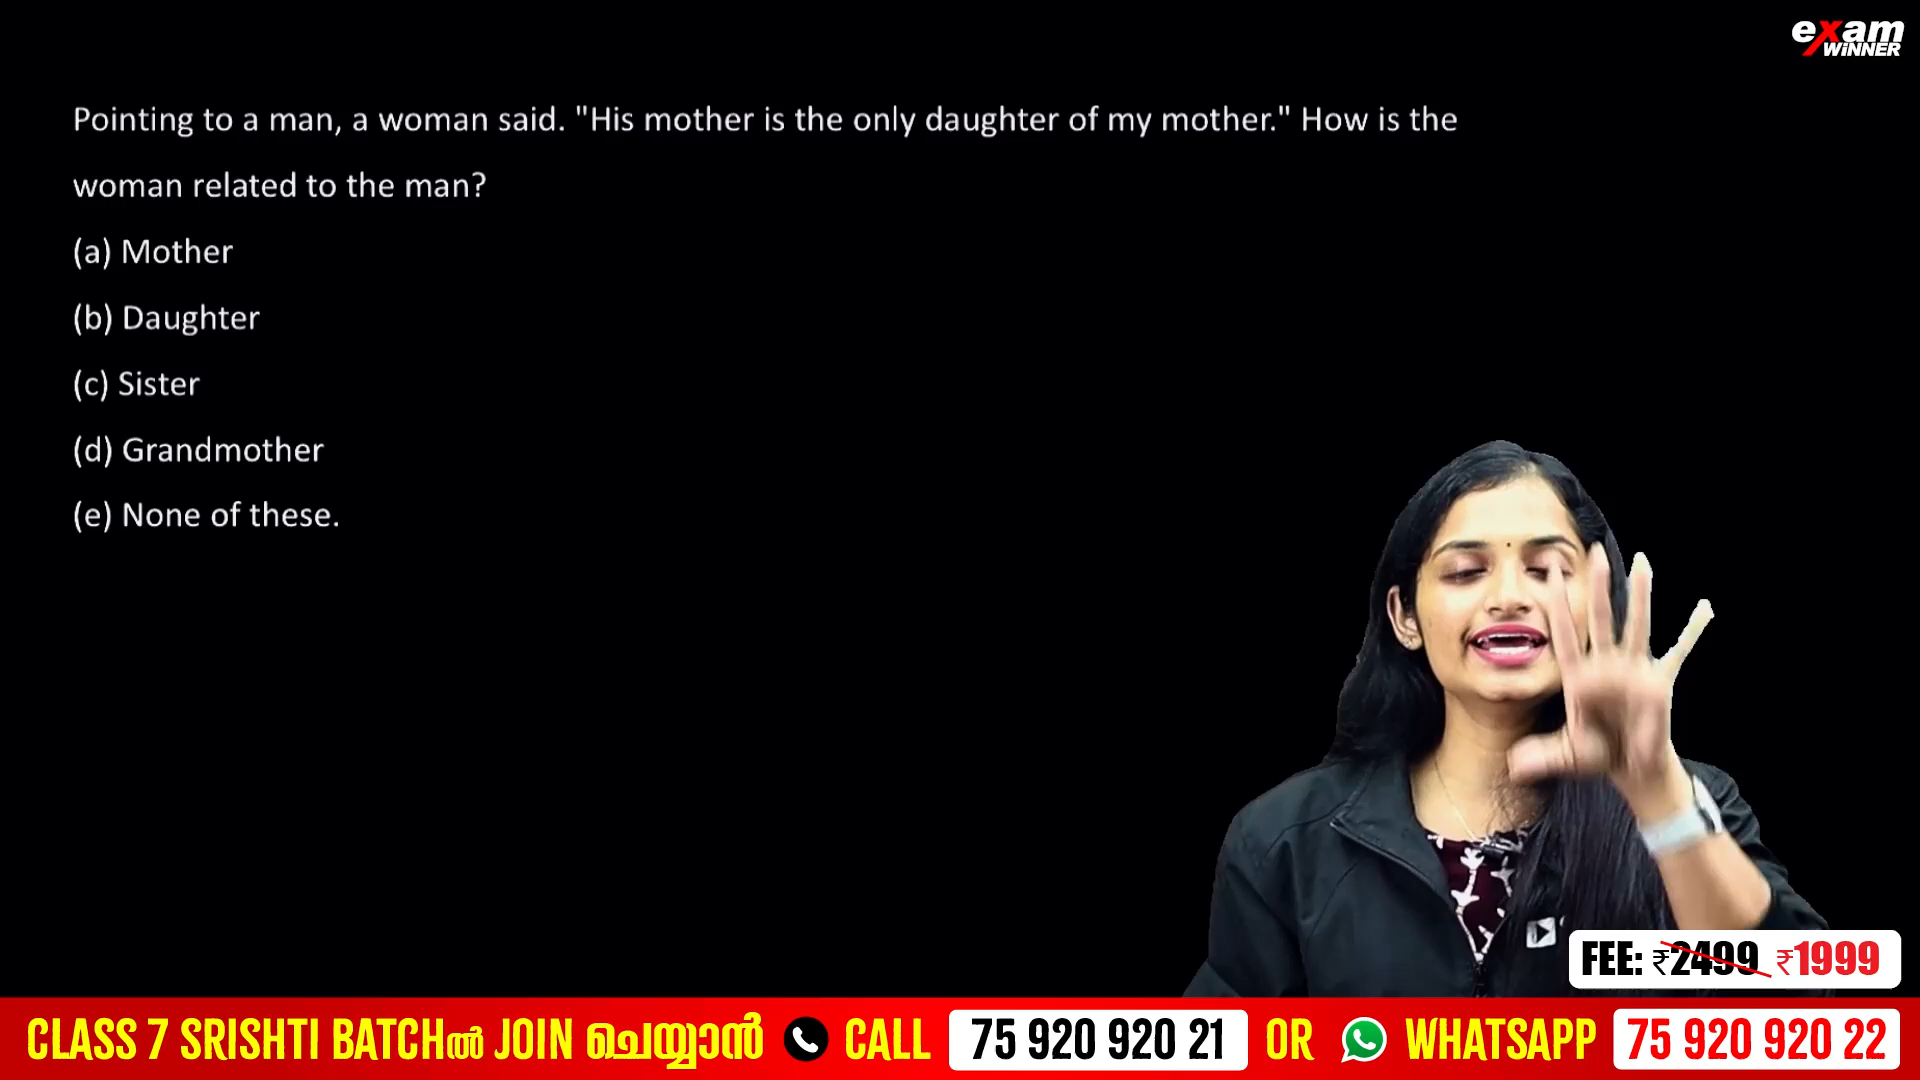 exam
WiNNER
Pointing to a man, a woman said. "His mother is the only daughter of my mother." How is the
woman related to the man?
(a) Mother
(b) Daughter
(c) Sister
(d) Grandmother
(e) None of these.
FEE: ₹2499 ₹1999
CLASS 7 SRISHTI BATCHൽ JOIN ചെയ്യാൻ CALL 75 920 920 21 OR WHATSAPP 75 920 920 22